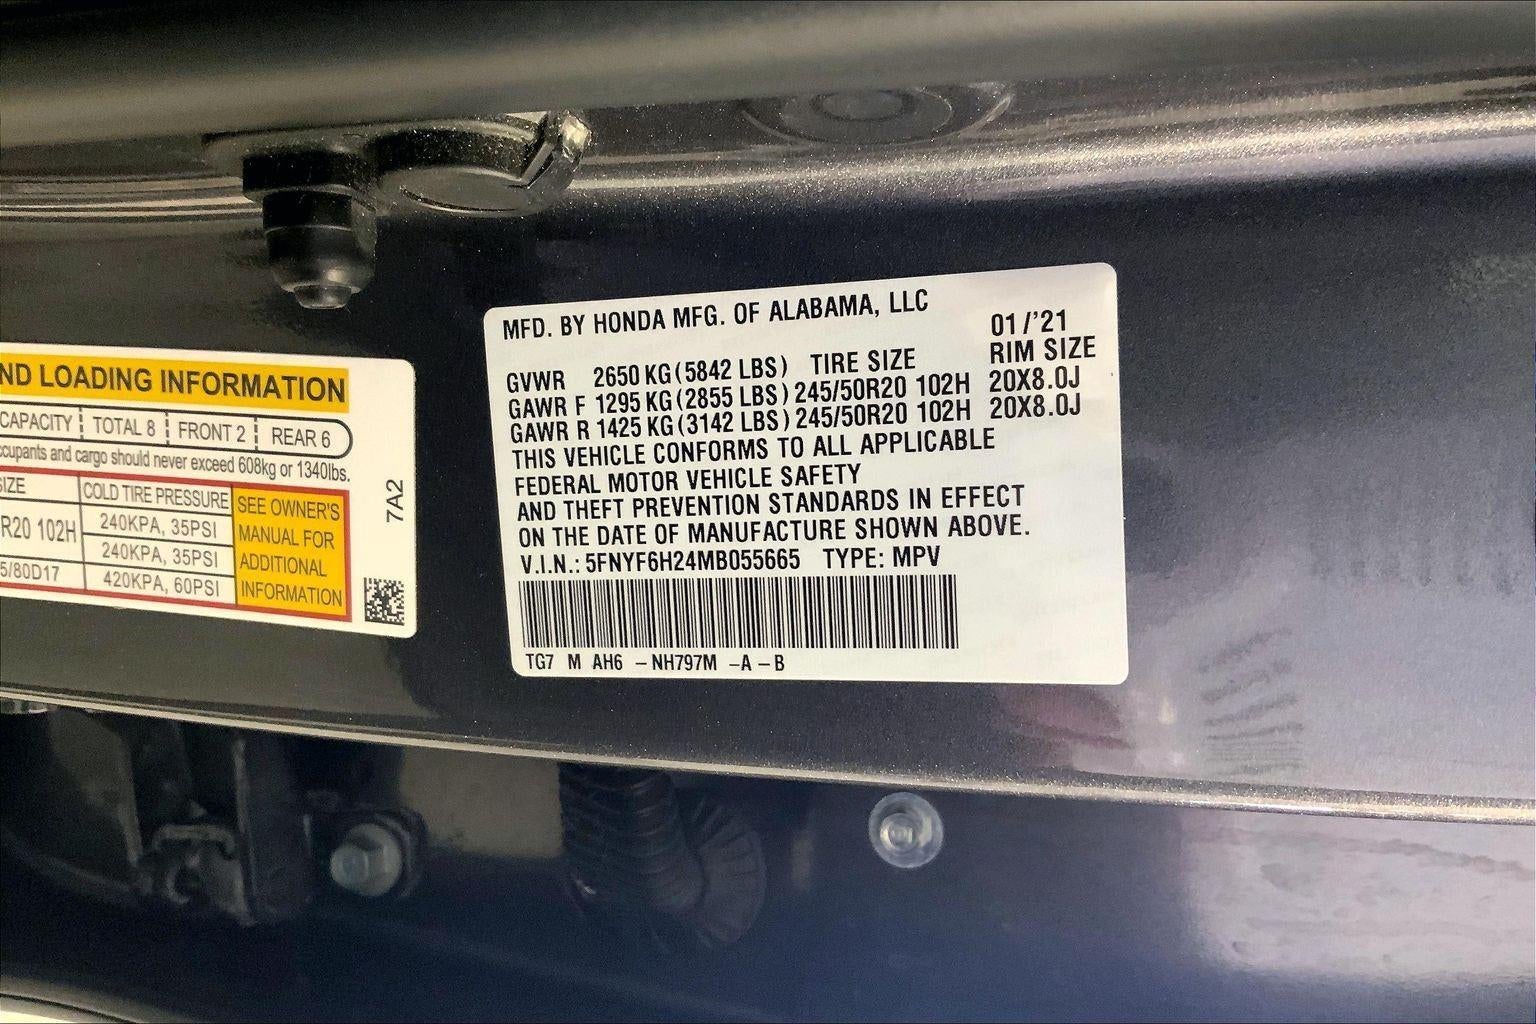 ND LOADING INFORMATION
CAPACITY TOTAL 8 FRONT 2 REAR 6
and cargo should never exceed 608kg or 1340lbs.
COLD TIRE PRESSURE
R20 102H
240KPA, 35PSI
240KPA, 35PSI
5/80D17
420KPA, 60PSI
SEE OWNER'S
MANUAL FOR
ADDITIONAL
INFORMATION
7A2
MFD. BY HONDA MFG. OF ALABAMA, LLC
01/'21
GVWR 2650 KG (5842 LBS) TIRE SIZE RIM SIZE
GAWR F 1295 KG (2855 LBS) 245/50R20 102H 20X8.0J
GAWR R 1425 KG (3142 LBS) 245/50R20 102H 20X8.0J
THIS VEHICLE CONFORMS TO ALL APPLICABLE
FEDERAL MOTOR VEHICLE SAFETY
AND THEFT PREVENTION STANDARDS IN EFFECT
ON THE DATE OF MANUFACTURE SHOWN ABOVE.
V.I.N.: 5FNYF6H24MB055665 TYPE: MPV
TG7 M AH6 -NH797M -A-B